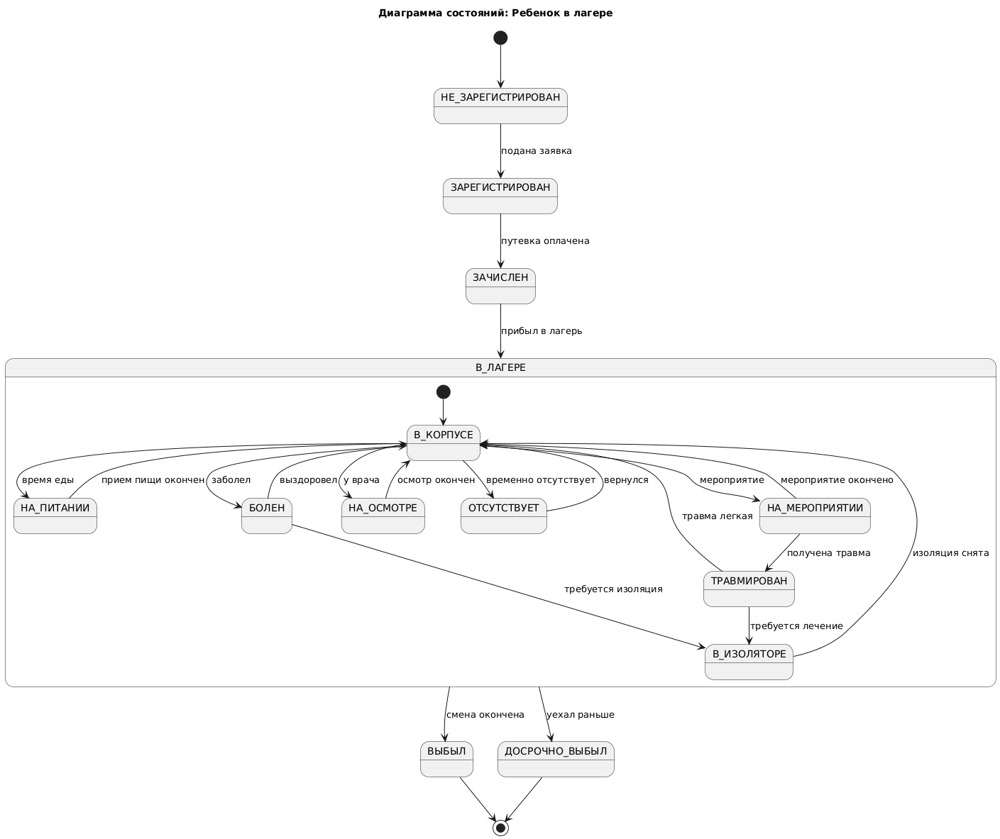 Диаграмма состояний: Ребенок в лагере
НЕ_ЗАРЕГИСТРИРОВАН
подана заявка
ЗАРЕГИСТРИРОВАН
путевка оплачена
ЗАЧИСЛЕН
прибыл в лагерь
В_ЛАГЕРЕ
В_КОРПУСЕ
время еды
прием пищи окончен
заболел
выздоровел
у врача
осмотр окончен
временно отсутствует
вернулся
мероприятие
мероприятие окончено
НА_ПИТАНИИ
БОЛЕН
НА_ОСМОТРЕ
ОТСУТСТВУЕТ
НА_МЕРОПРИЯТИИ
травма легкая
получена травма
изоляция снята
ТРАВМИРОВАН
требуется изоляция
требуется лечение
В_ИЗОЛЯТОРЕ
смена окончена
уехал раньше
ВЫБЫЛ
ДОСРОЧНО_ВЫБЫЛ